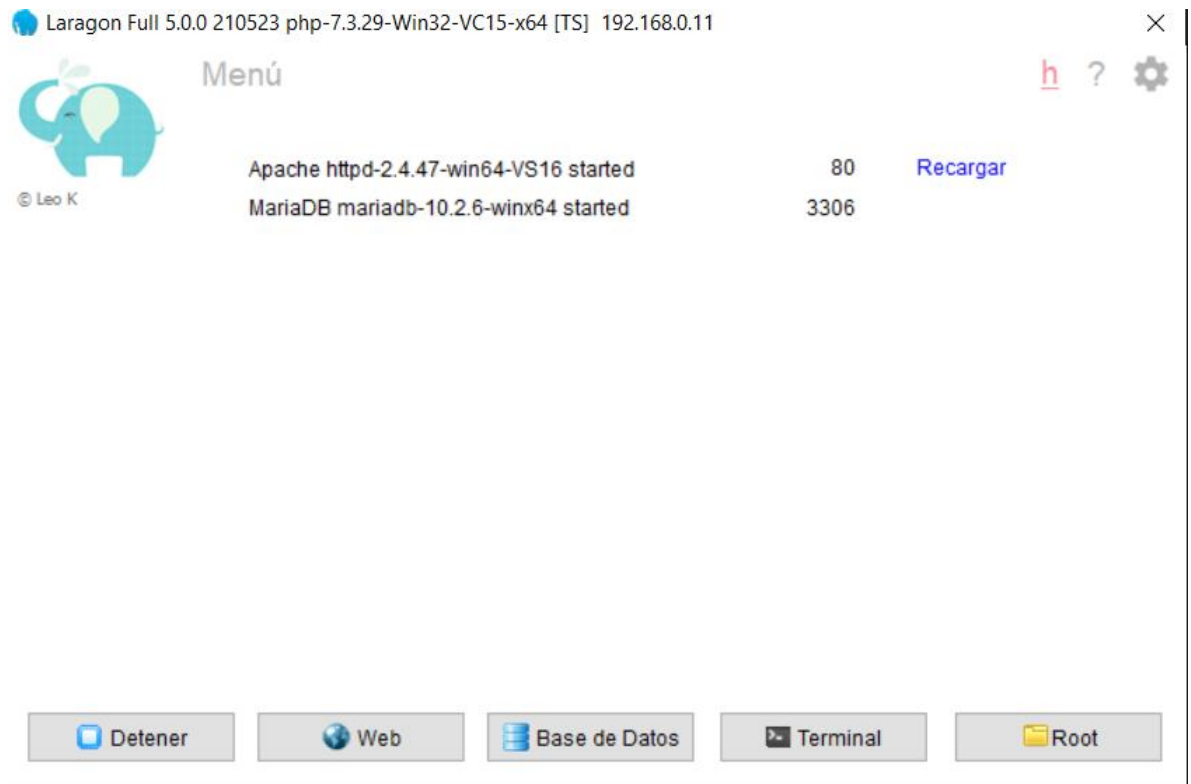 Laragon Full 5.0.0 210523 php-7.3.29-Win32-VC15-x64 [TS] 192.168.0.11
Menú
h ?
Apache httpd-2.4.47-win64-VS16 started 80 Recargar
© Leo K
MariaDB mariadb-10.2.6-winx64 started 3306
Detener Web Base de Datos Terminal Root